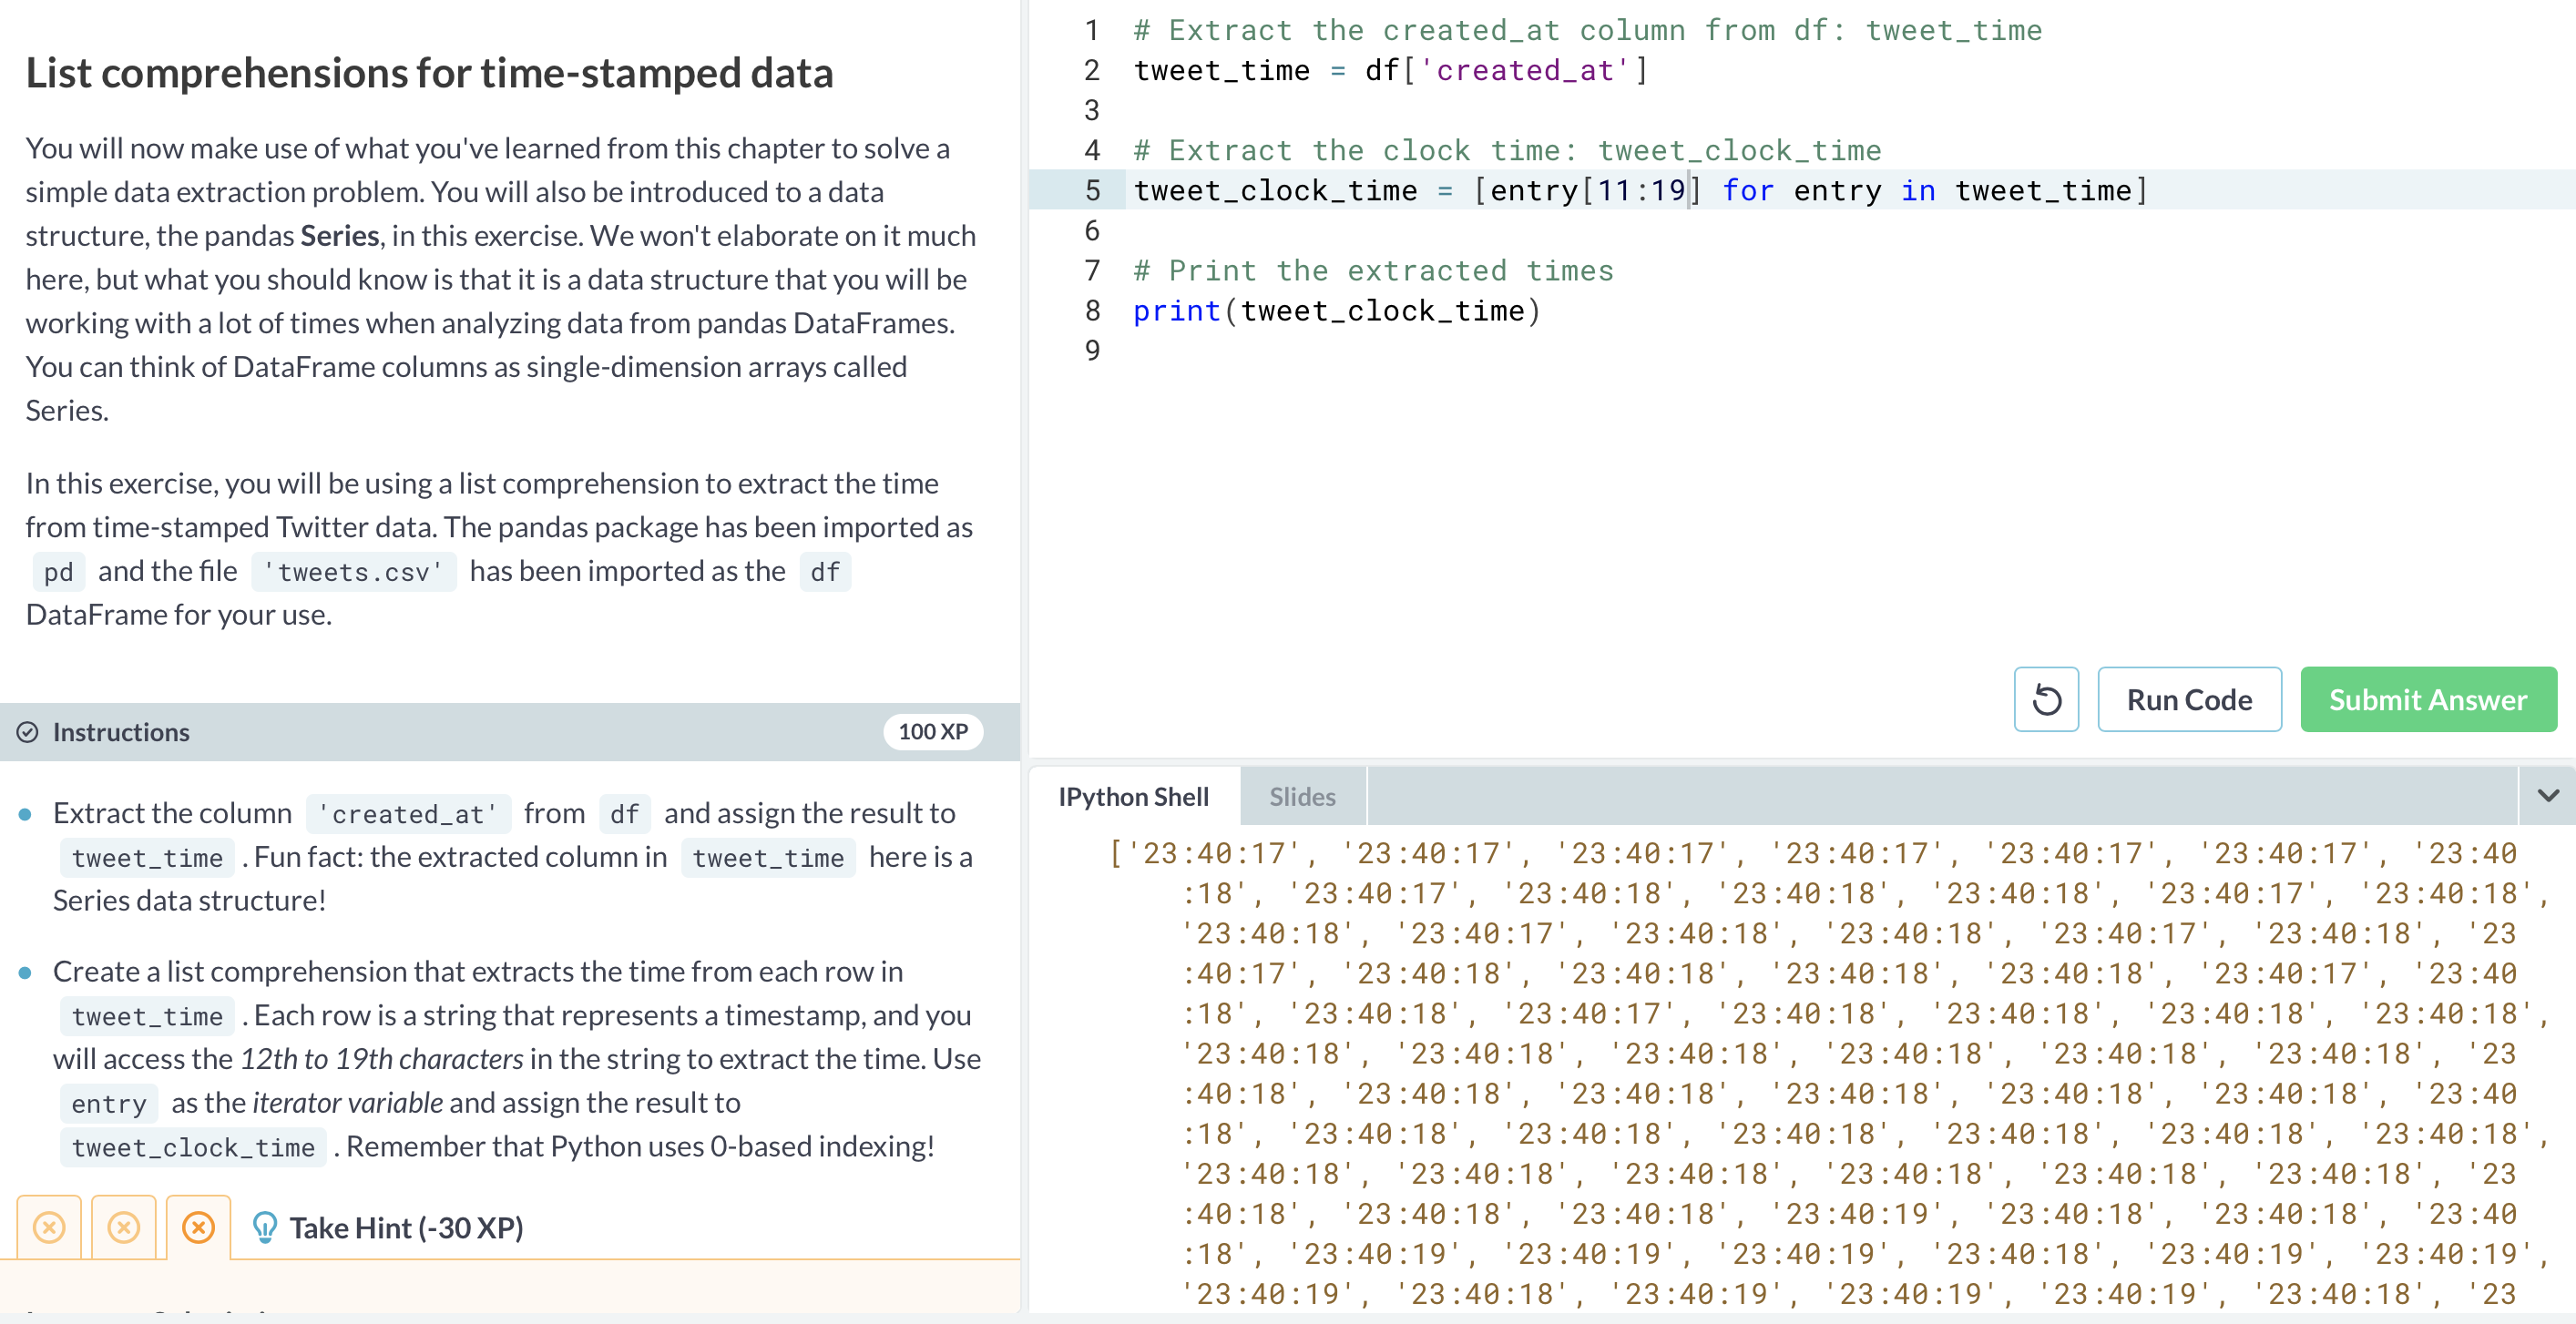 List comprehensions for time-stamped data
You will now make use of what you've learned from this chapter to solve a
simple data extraction problem. You will also be introduced to a data
structure, the pandas Series, in this exercise. We won't elaborate on it much
here, but what you should know is that it is a data structure that you will be
working with a lot of times when analyzing data from pandas DataFrames.
You can think of DataFrame columns as single-dimension arrays called
Series.
In this exercise, you will be using a list comprehension to extract the time
from time-stamped Twitter data. The pandas package has been imported as
pd and the file 'tweets.csv' has been imported as the df
DataFrame for your use.
Instructions
100 XP
Extract the column 'created_at' from df and assign the result to
tweet_time . Fun fact: the extracted column in tweet_time here is a
Series data structure!
Create a list comprehension that extracts the time from each row in
tweet_time . Each row is a string that represents a timestamp, and you
will access the 12th to 19th characters in the string to extract the time. Use
entry as the iterator variable and assign the result to
tweet_clock_time . Remember that Python uses 0-based indexing!
Take Hint (-30 XP)
1 # Extract the created_at column from df: tweet_time
2 tweet_time = df['created_at']
3
4 # Extract the clock time: tweet_clock_time
5 tweet_clock_time = [entry[11:19] for entry in tweet_time]
6
7 # Print the extracted times
8 print(tweet_clock_time)
9
Run Code
Submit Answer
IPython Shell
Slides
['23:40:17', '23:40:17', '23:40:17', '23:40:17', '23:40:17', '23:40:17', '23:40
:18', '23:40:17', '23:40:18', '23:40:18', '23:40:18', '23:40:17', '23:40:18',
'23:40:18', '23:40:17', '23:40:18', '23:40:18', '23:40:17', '23:40:18', '23
:40:17', '23:40:18', '23:40:18', '23:40:18', '23:40:18', '23:40:17', '23:40
:18', '23:40:18', '23:40:17', '23:40:18', '23:40:18', '23:40:18', '23:40:18',
'23:40:18', '23:40:18', '23:40:18', '23:40:18', '23:40:18', '23:40:18', '23
:40:18', '23:40:18', '23:40:18', '23:40:18', '23:40:18', '23:40:18', '23:40
:18', '23:40:18', '23:40:18', '23:40:18', '23:40:18', '23:40:18', '23:40:18',
'23:40:18', '23:40:18', '23:40:18', '23:40:18', '23:40:18', '23:40:18', '23
:40:18', '23:40:18', '23:40:18', '23:40:19', '23:40:18', '23:40:18', '23:40
:18', '23:40:19', '23:40:19', '23:40:19', '23:40:18', '23:40:19', '23:40:19',
'23:40:19', '23:40:18', '23:40:19', '23:40:19', '23:40:19', '23:40:18', '23